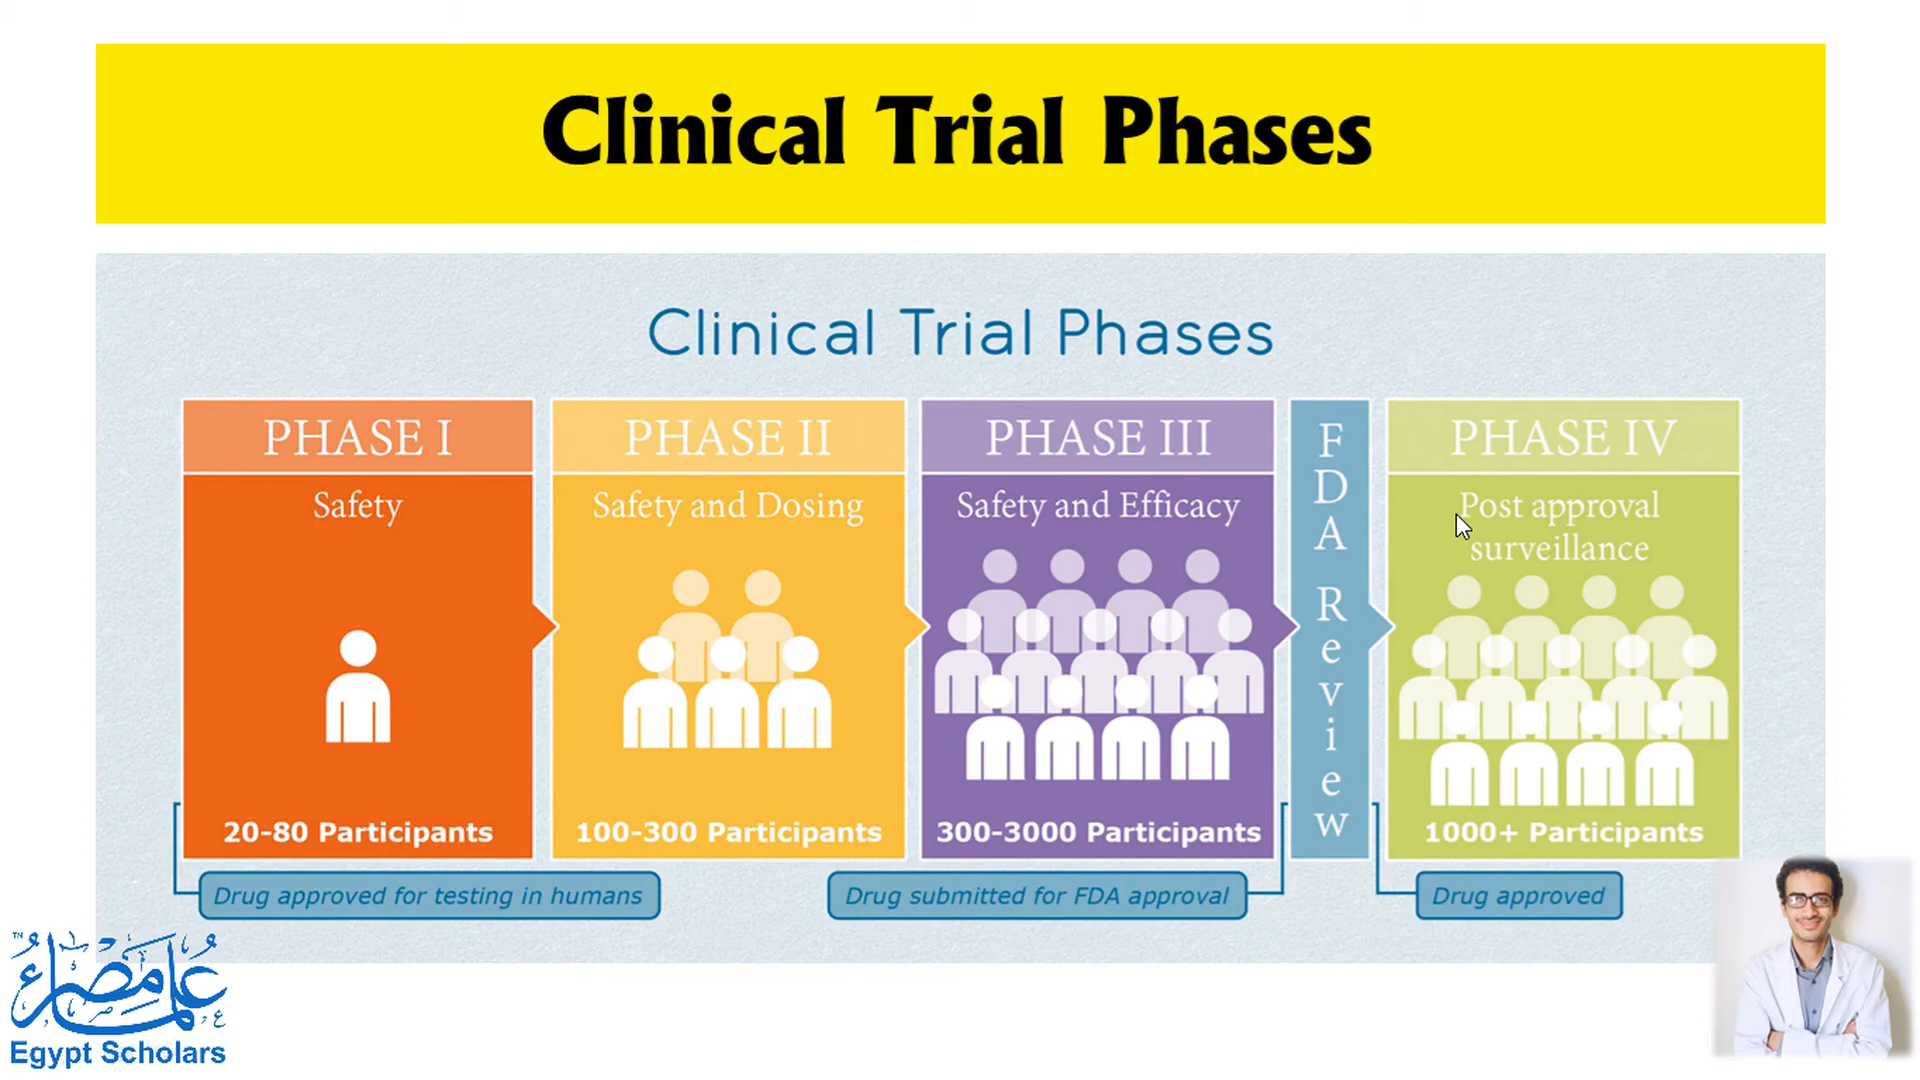 Clinical Trial Phases
Clinical Trial Phases
PHASE I
Safety
20-80 Participants
PHASE II
Safety and Dosing
100-300 Participants
PHASE III
Safety and Efficacy
300-3000 Participants
FDA Review
PHASE IV
Post approval
surveillance
1000+ Participants
Drug approved for testing in humans
Drug submitted for FDA approval
Drug approved
علماء مصر
TM
Egypt Scholars